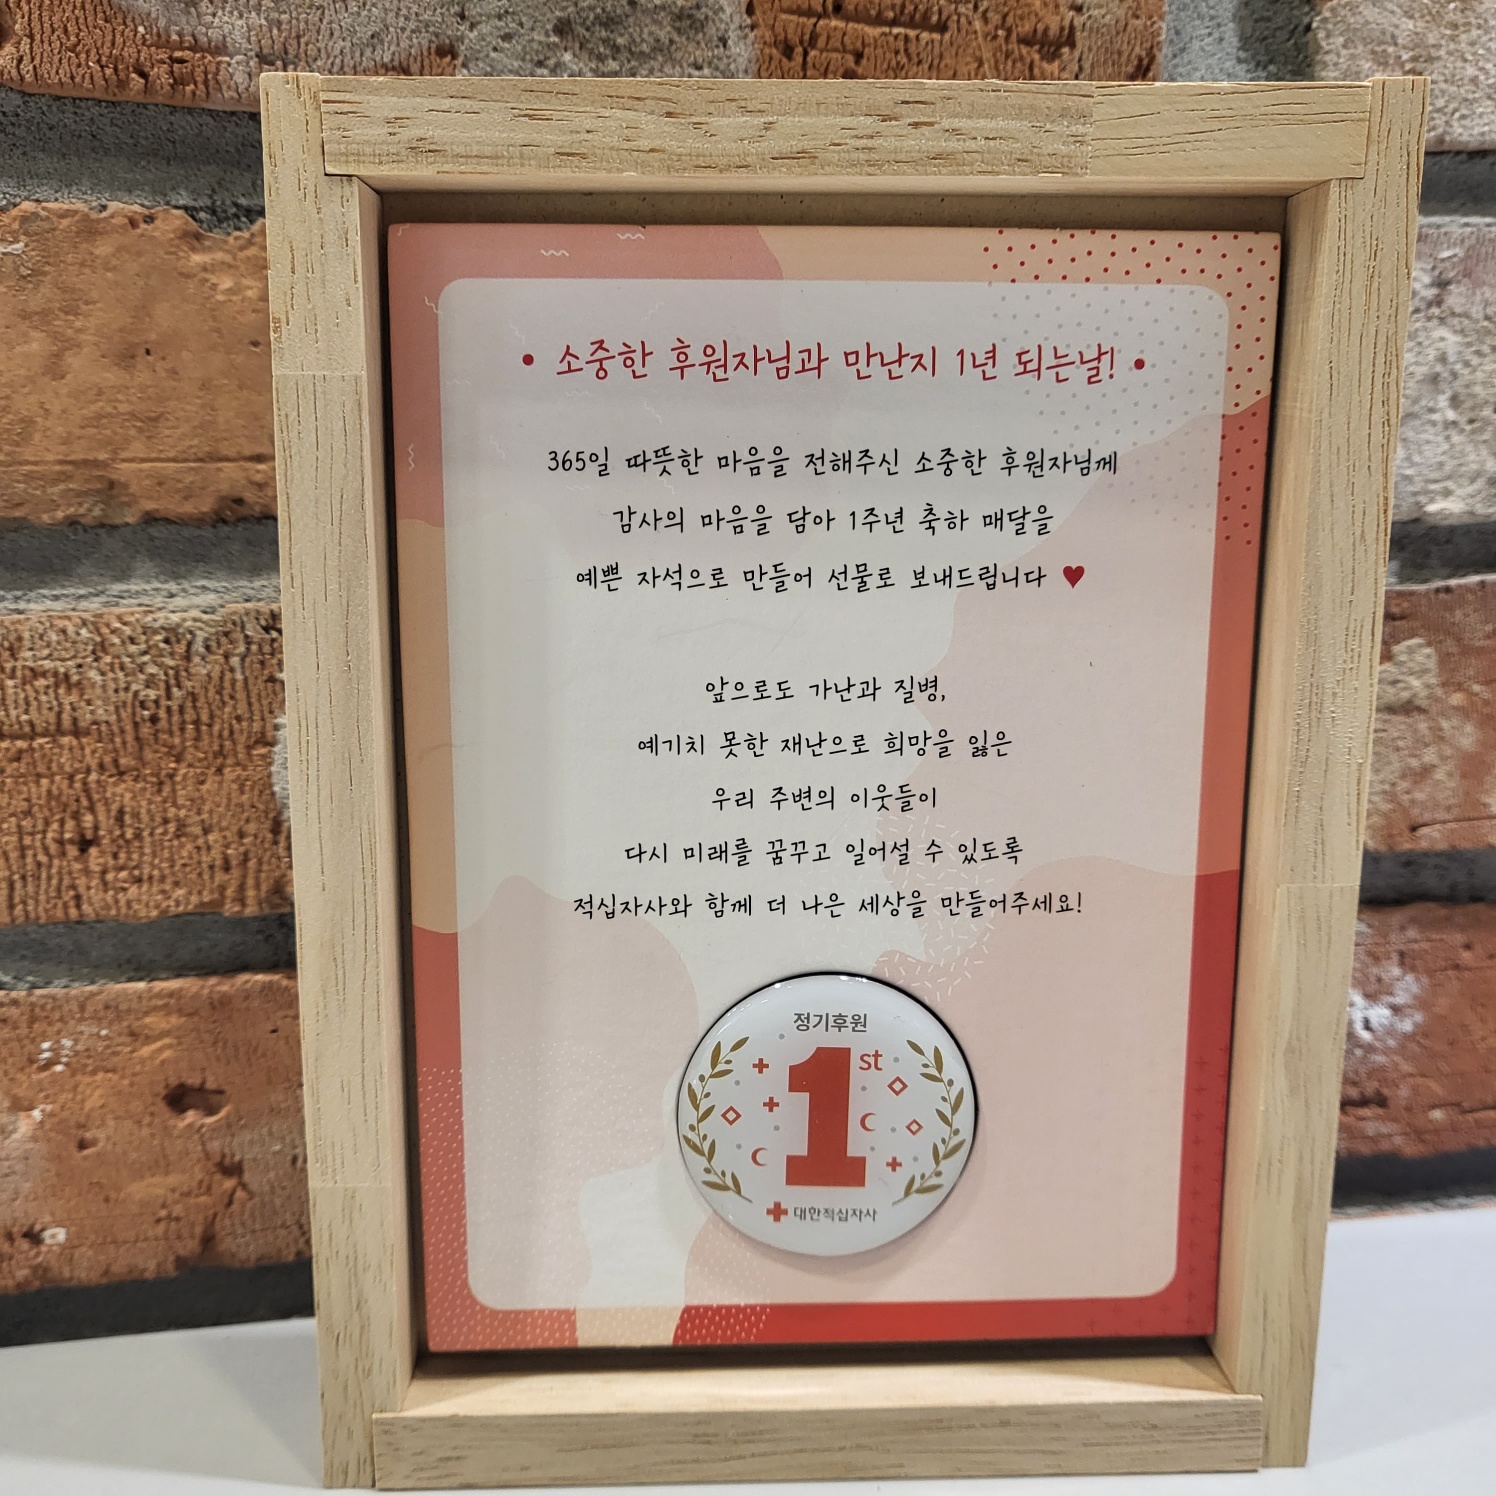 • 소중한 후원자님과 만난지 1년 되는날! •
365일 따뜻한 마음을 전해주신 소중한 후원자님께
감사의 마음을 담아 1주년 축하 매달을
예쁜 자석으로 만들어 선물로 보내드립니다 ♥
앞으로도 가난과 질병,
예기치 못한 재난으로 희망을 잃은
우리 주변의 이웃들이
다시 미래를 꿈꾸고 일어설 수 있도록
적십자사와 함께 더 나은 세상을 만들어주세요!
정기후원
1st
대한적십자사